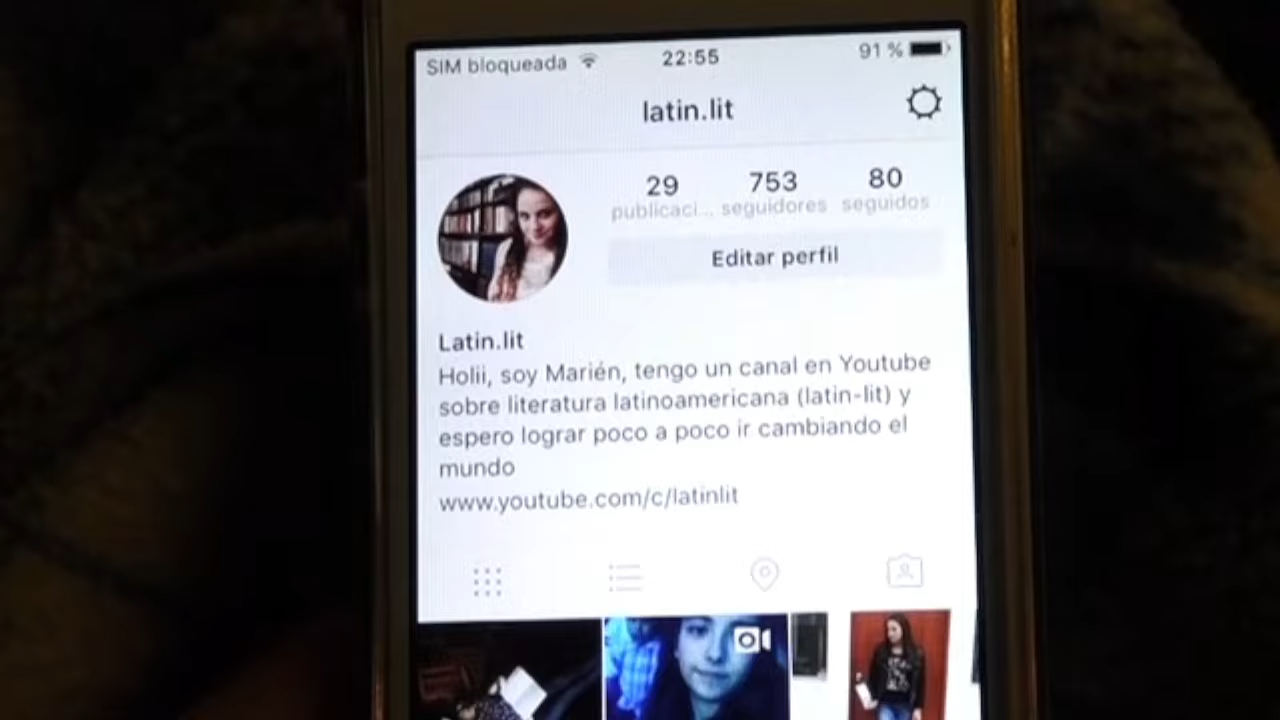 SIM bloqueada 22:55 91 %
latin.lit
29 753 80
publicaci... seguidores seguidos
Editar perfil
Latin.lit
Holii, soy Marién, tengo un canal en Youtube
sobre literatura latinoamericana (latin-lit) y
espero lograr poco a poco ir cambiando el
mundo
www.youtube.com/c/latinlit